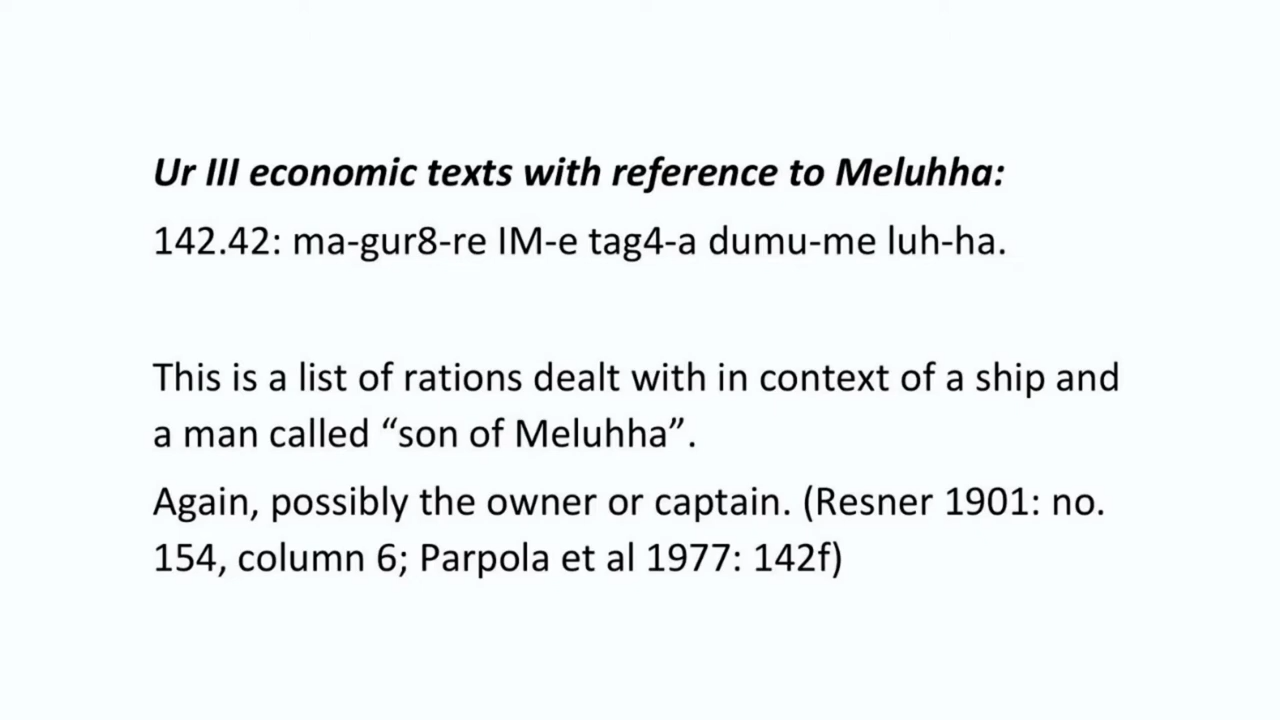 Ur III economic texts with reference to Meluhha:
142.42: ma-gur8-re IM-e tag4-a dumu-me luh-ha.
This is a list of rations dealt with in context of a ship and
a man called “son of Meluhha”.
Again, possibly the owner or captain. (Resner 1901: no.
154, column 6; Parpola et al 1977: 142f)